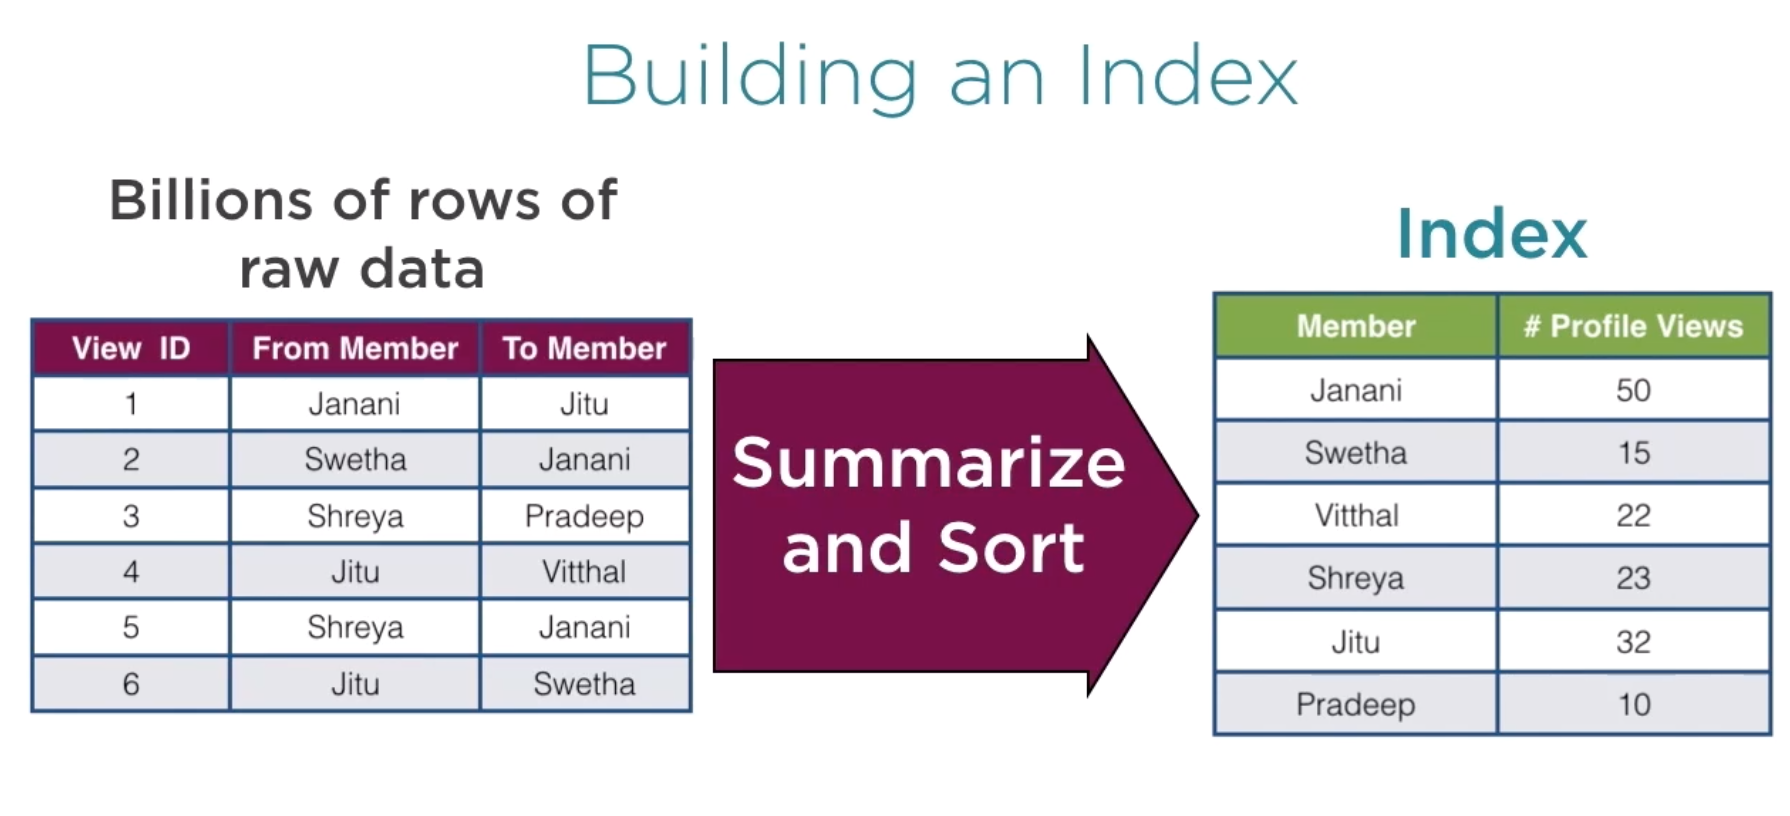 Building an Index
Billions of rows of
raw data
View ID From Member To Member
1 Janani Jitu
2 Swetha Janani
3 Shreya Pradeep
4 Jitu Vitthal
5 Shreya Janani
6 Jitu Swetha
Summarize
and Sort
Index
Member # Profile Views
Janani 50
Swetha 15
Vitthal 22
Shreya 23
Jitu 32
Pradeep 10